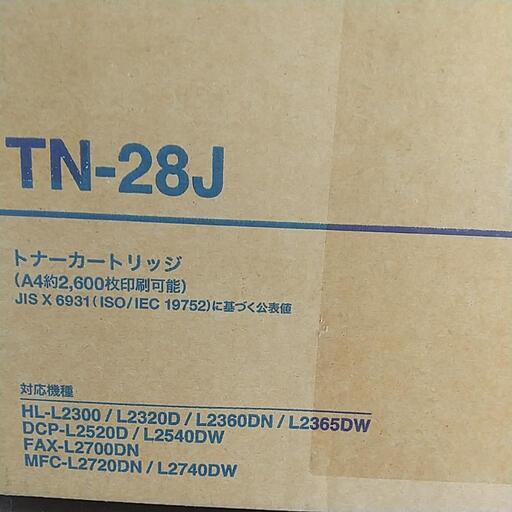 TN-28J
トナーカートリッジ
(A4約2,600枚印刷可能)
JIS X 6931(ISO/IEC 19752)に基づく公表値
対応機種
HL-L2300 / L2320D / L2360DN / L2365DW
DCP-L2520D / L2540DW
FAX-L2700DN
MFC-L2720DN / L2740DW